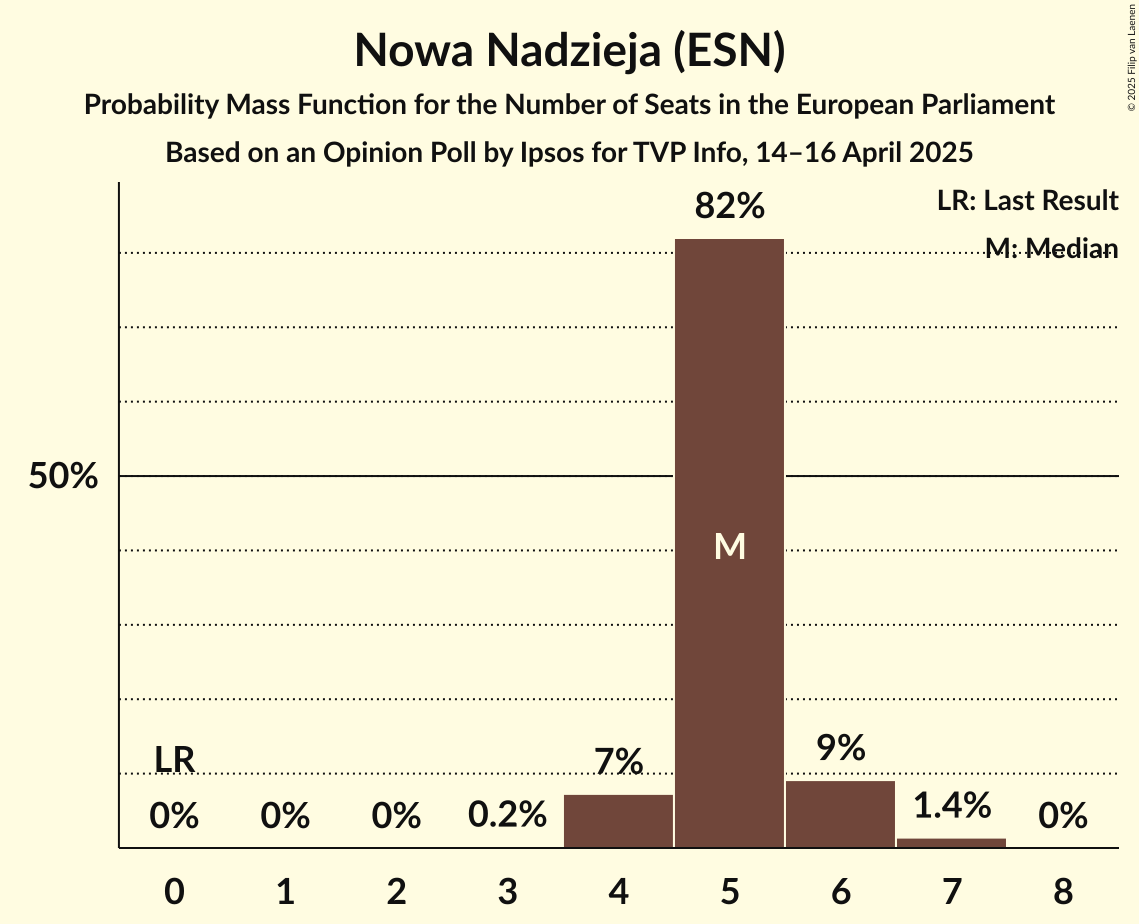 Nowa Nadzieja (ESN)
Probability Mass Function for the Number of Seats in the European Parliament
Based on an Opinion Poll by Ipsos for TVP Info, 14–16 April 2025
© 2025 Filip van Laenen
LR: Last Result
M: Median
82%
50%
M
LR
7%
9%
0%
0%
0%
0.2%
1.4%
0%
0 1 2 3 4 5 6 7 8